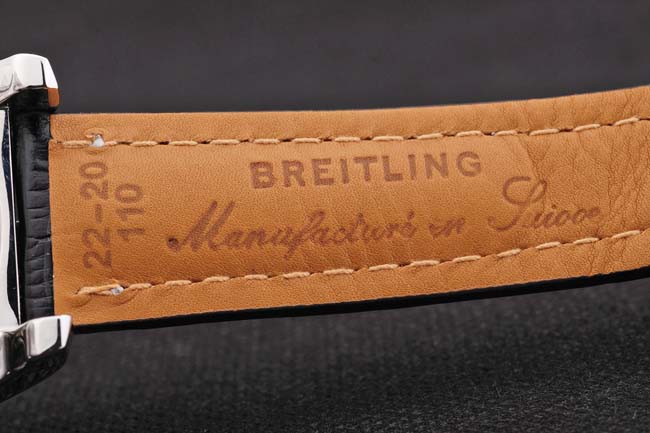 BREITLING
Manufacturé en Suisse
22-20
110